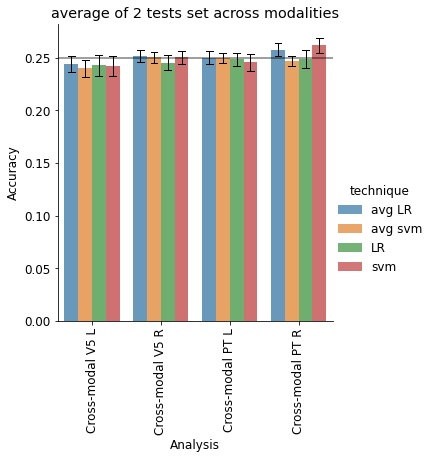 average of 2 tests set across modalities
Accuracy
0.25
0.20
0.15
0.10
0.05
0.00
technique
avg LR
avg svm
LR
svm
Cross-modal V5 L
Cross-modal V5 R
Cross-modal PT L
Cross-modal PT R
Analysis